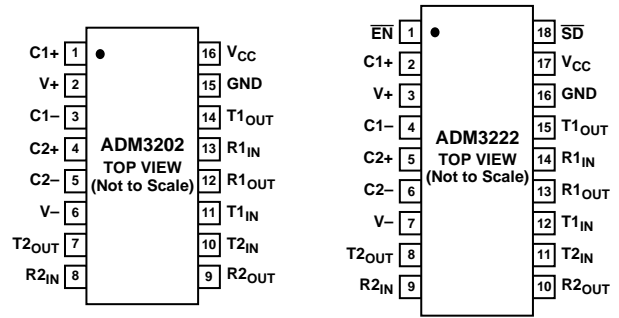 C1+ 1 16 VCC
V+ 2 15 GND
C1– 3 14 T1OUT
C2+ 4 ADM3202 13 R1IN
TOP VIEW
C2– 5 (Not to Scale) 12 R1OUT
V– 6 11 T1IN
T2OUT 7 10 T2IN
R2IN 8 9 R2OUT
EN 1 18 SD
C1+ 2 17 VCC
V+ 3 16 GND
C1– 4 15 T1OUT
ADM3222
C2+ 5 TOP VIEW 14 R1IN
(Not to Scale)
C2– 6 13 R1OUT
V– 7 12 T1IN
T2OUT 8 11 T2IN
R2IN 9 10 R2OUT